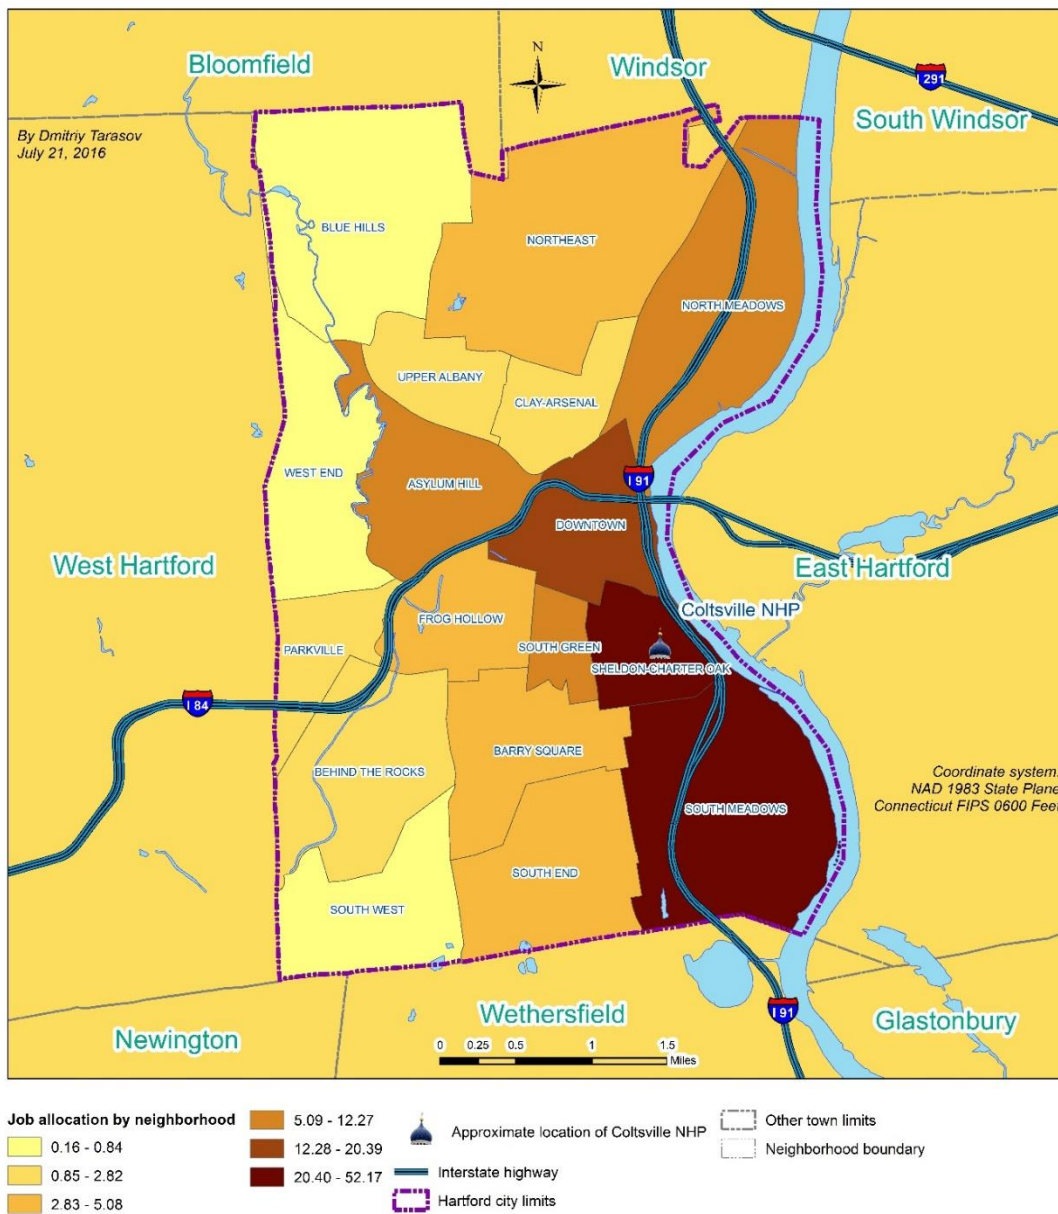 Bloomfield
N
Windsor
I 291
South Windsor
By Dmitriy Tarasov
July 21, 2016
BLUE HILLS
NORTHEAST
NORTH MEADOWS
UPPER ALBANY
CLAY-ARSENAL
WEST END
ASYLUM HILL
I 91
DOWNTOWN
West Hartford
East Hartford
Coltsville NHP
FROG HOLLOW
PARKVILLE
SOUTH GREEN
SHELDON-CHARTER OAK
I 84
BARRY SQUARE
BEHIND THE ROCKS
Coordinate system:
NAD 1983 State Plane
Connecticut FIPS 0600 Feet
SOUTH MEADOWS
SOUTH END
SOUTH WEST
I 91
Wethersfield
Glastonbury
Newington
0 0.25 0.5 1 1.5
Miles
Job allocation by neighborhood
0.16 - 0.84
0.85 - 2.82
2.83 - 5.08
5.09 - 12.27
12.28 - 20.39
20.40 - 52.17
Approximate location of Coltsville NHP
Interstate highway
Hartford city limits
Other town limits
Neighborhood boundary